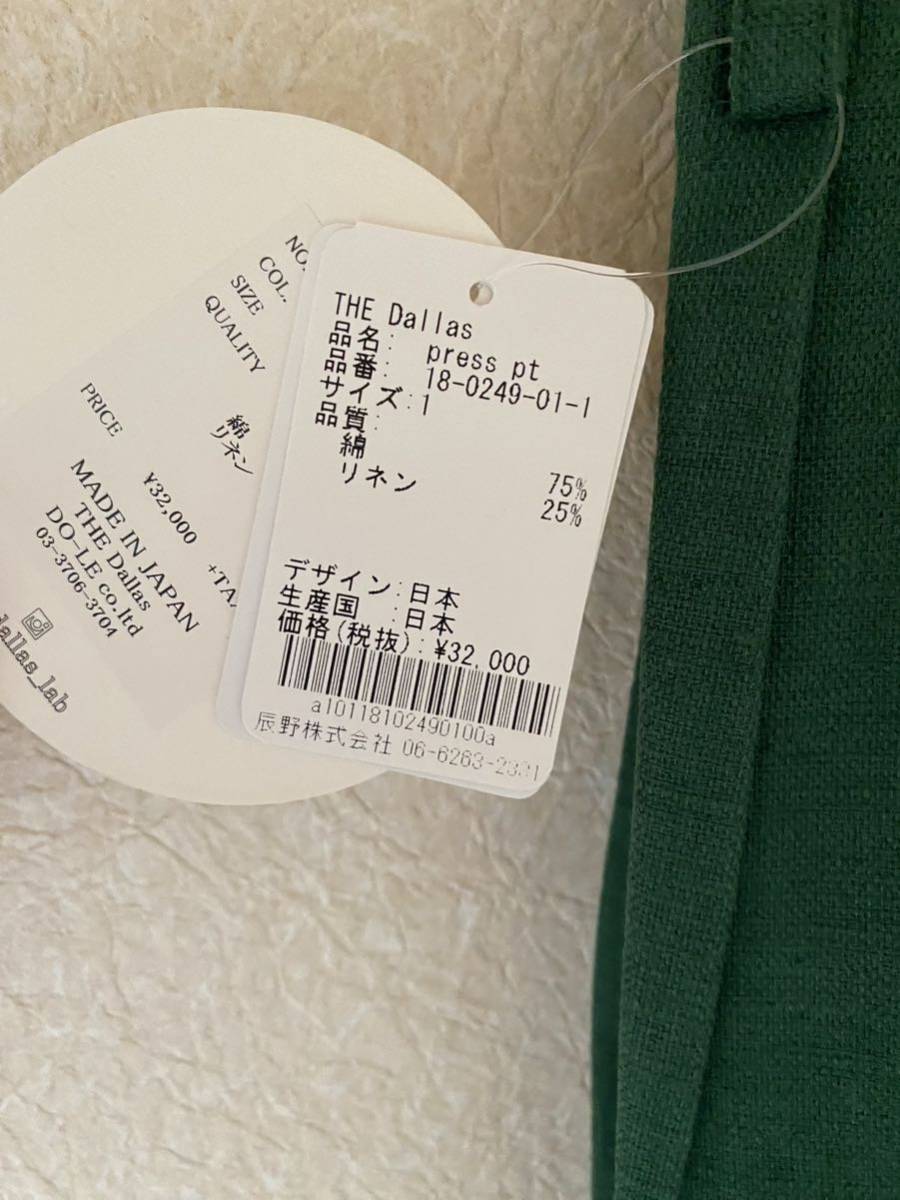 THE Dallas
品名: press pt
品番: 18-0249-01-1
サイズ:1
品質:
綿 75%
リネン 25%
デザイン:日本
生産国 :日本
価格(税抜):¥32,000
a10118102490100a
辰野株式会社 06-6263-2331
NO.
COL.
SIZE
QUALITY
綿
リネン
PRICE ¥32,000 +TA
MADE IN JAPAN
THE Dallas
DO-LE co.ltd
03-3706-3704
dallas_lab